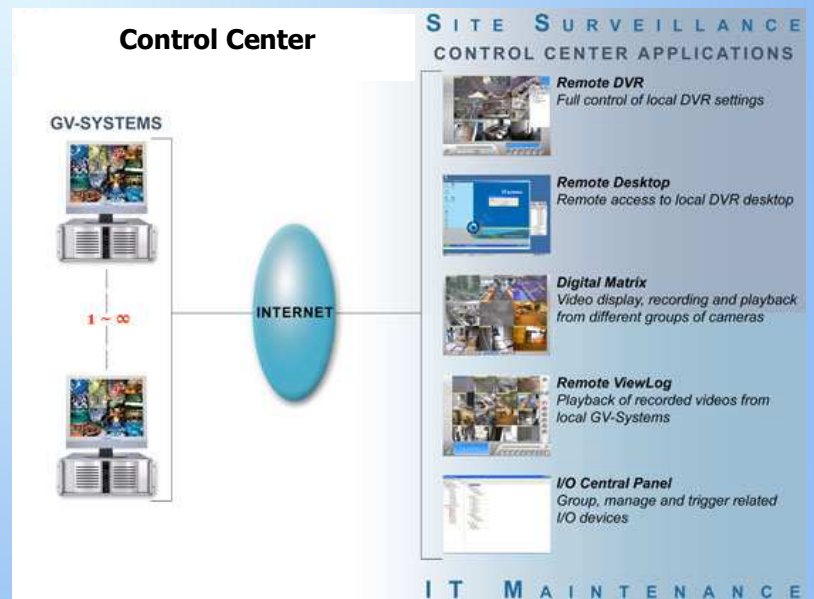 Control Center
SITE SURVEILLANCE
CONTROL CENTER APPLICATIONS
GV-SYSTEMS
1 ~ ∞
INTERNET
Remote DVR
Full control of local DVR settings
Remote Desktop
Remote access to local DVR desktop
Digital Matrix
Video display, recording and playback
from different groups of cameras
Remote ViewLog
Playback of recorded videos from
local GV-Systems
I/O Central Panel
Group, manage and trigger related
I/O devices
IT MAINTENANCE